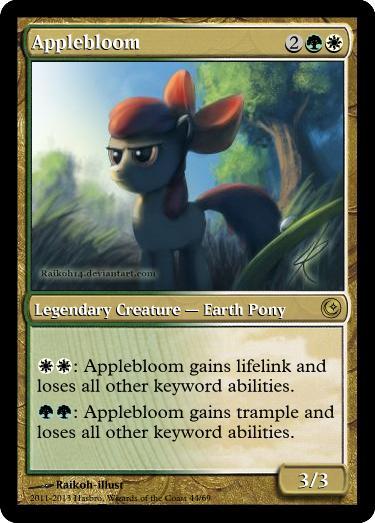 Applebloom 2
Raikoh14.deviantart.com
Legendary Creature — Earth Pony
: Applebloom gains lifelink and
loses all other keyword abilities.
: Applebloom gains trample and
loses all other keyword abilities.
Raikoh-illust
2011-2013 Hasbro, Wizards of the Coast 44/69
3/3